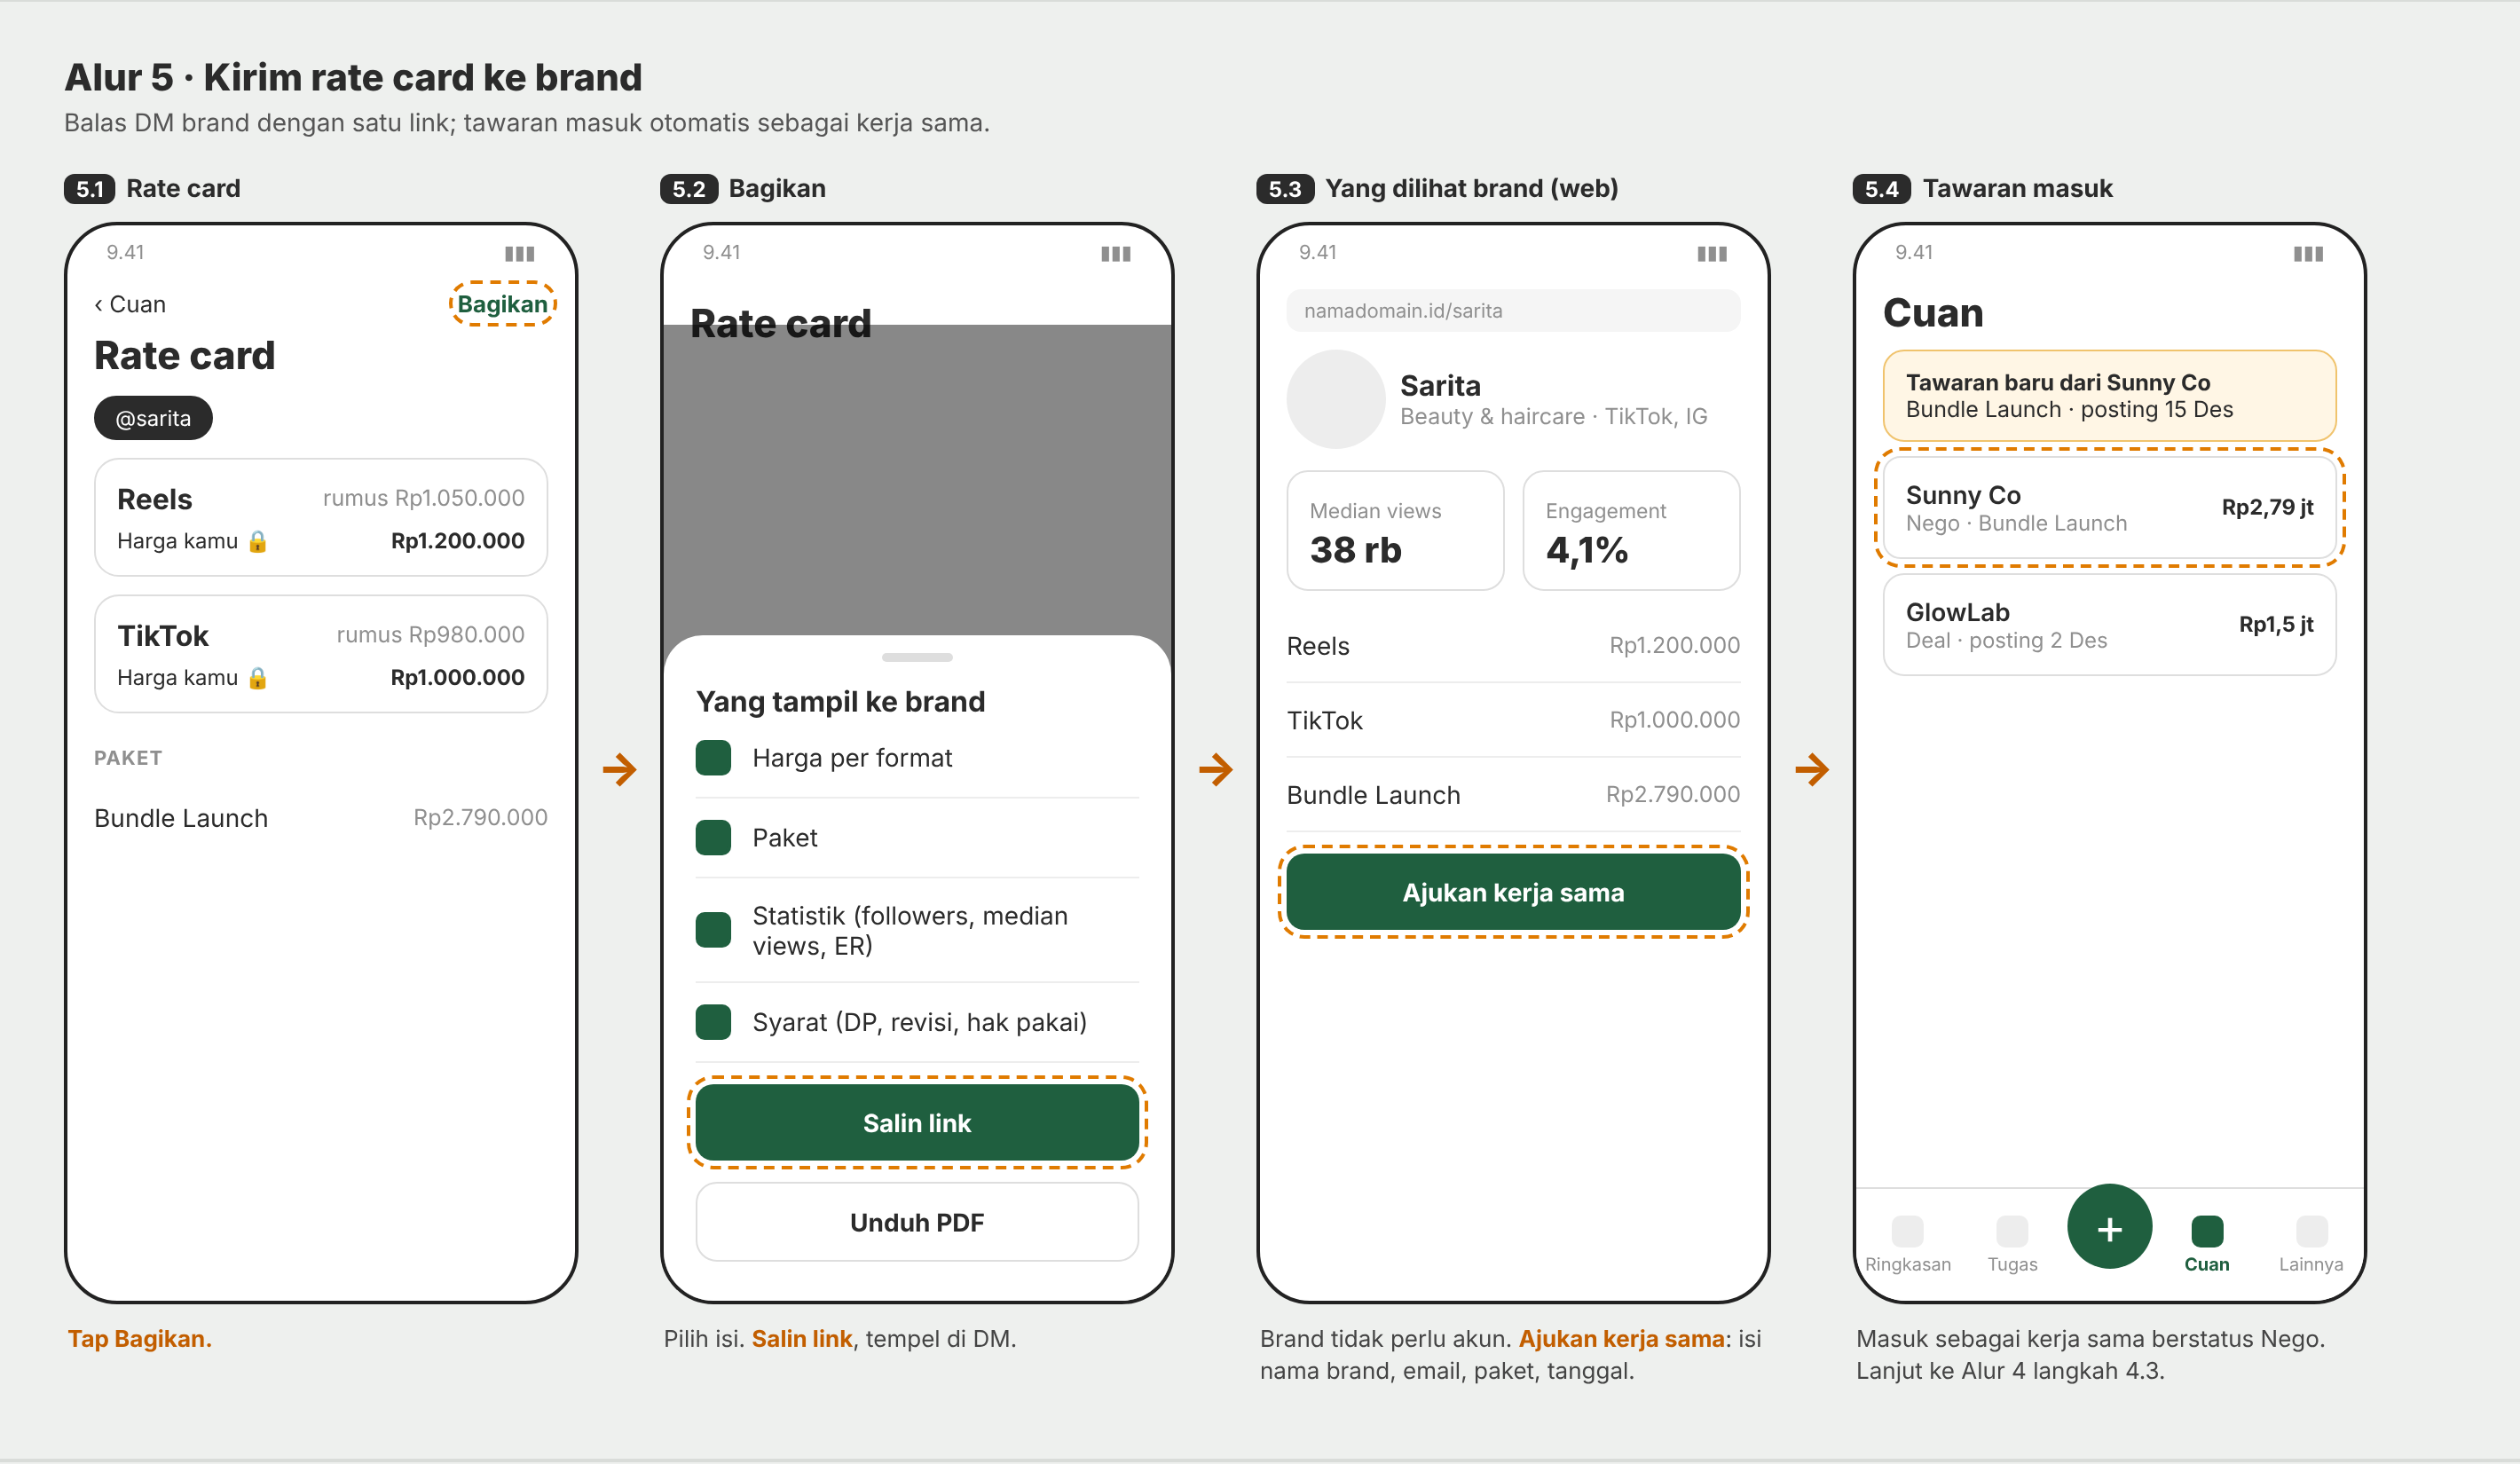 Alur 5 · Kirim rate card ke brand
Balas DM brand dengan satu link; tawaran masuk otomatis sebagai kerja sama.
5.1 Rate card
9.41
‹ Cuan
Bagikan
Rate card
@sarita
Reels
rumus Rp1.050.000
Harga kamu 🔒
Rp1.200.000
TikTok
rumus Rp980.000
Harga kamu 🔒
Rp1.000.000
PAKET
Bundle Launch
Rp2.790.000
Tap Bagikan.
→
5.2 Bagikan
9.41
Rate card
Yang tampil ke brand
Harga per format
Paket
Statistik (followers, median
views, ER)
Syarat (DP, revisi, hak pakai)
Salin link
Unduh PDF
Pilih isi. Salin link, tempel di DM.
→
5.3 Yang dilihat brand (web)
9.41
namadomain.id/sarita
Sarita
Beauty & haircare · TikTok, IG
Median views
38 rb
Engagement
4,1%
Reels
Rp1.200.000
TikTok
Rp1.000.000
Bundle Launch
Rp2.790.000
Ajukan kerja sama
Brand tidak perlu akun. Ajukan kerja sama: isi
nama brand, email, paket, tanggal.
→
5.4 Tawaran masuk
9.41
Cuan
Tawaran baru dari Sunny Co
Bundle Launch · posting 15 Des
Sunny Co
Nego · Bundle Launch
Rp2,79 jt
GlowLab
Deal · posting 2 Des
Rp1,5 jt
Ringkasan
Tugas
+
Cuan
Lainnya
Masuk sebagai kerja sama berstatus Nego.
Lanjut ke Alur 4 langkah 4.3.